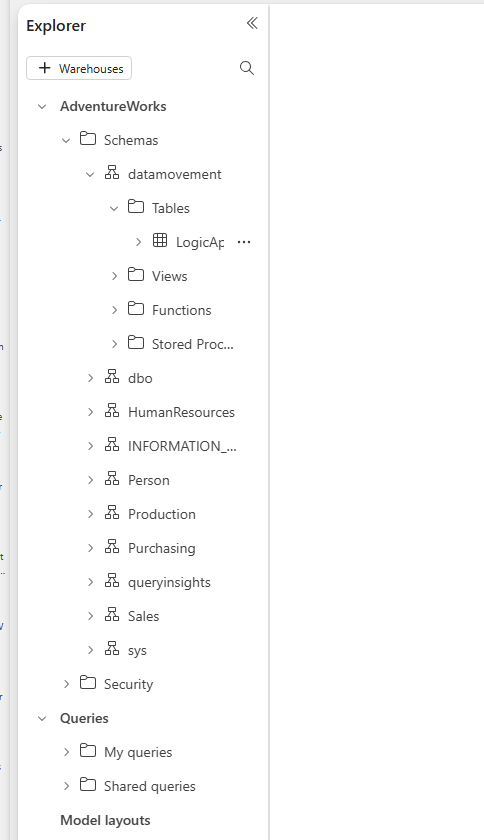 Explorer
Warehouses
AdventureWorks
Schemas
datamovement
Tables
LogicAp
Views
Functions
Stored Proc...
dbo
HumanResources
INFORMATION_...
Person
Production
Purchasing
queryinsights
Sales
sys
Security
Queries
My queries
Shared queries
Model layouts